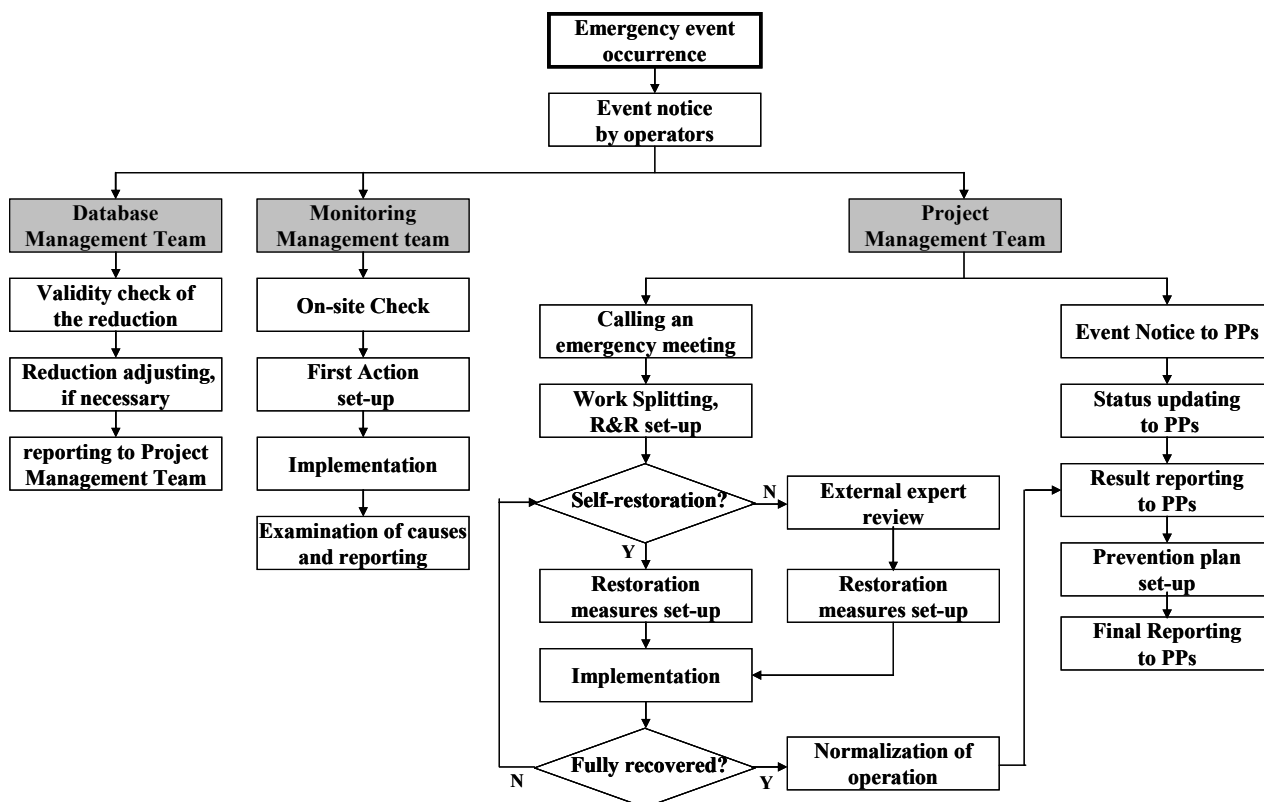 Emergency event
occurrence
Event notice
by operators
Database
Management Team
Monitoring
Management team
Project
Management Team
Validity check of
the reduction
Reduction adjusting,
if necessary
reporting to Project
Management Team
On-site Check
First Action
set-up
Implementation
Examination of causes
and reporting
Calling an
emergency meeting
Work Splitting,
R&R set-up
Self-restoration?
N
Y
External expert
review
Restoration
measures set-up
Restoration
measures set-up
Implementation
Fully recovered?
N
Y
Normalization of
operation
Event Notice to PPs
Status updating
to PPs
Result reporting
to PPs
Prevention plan
set-up
Final Reporting
to PPs